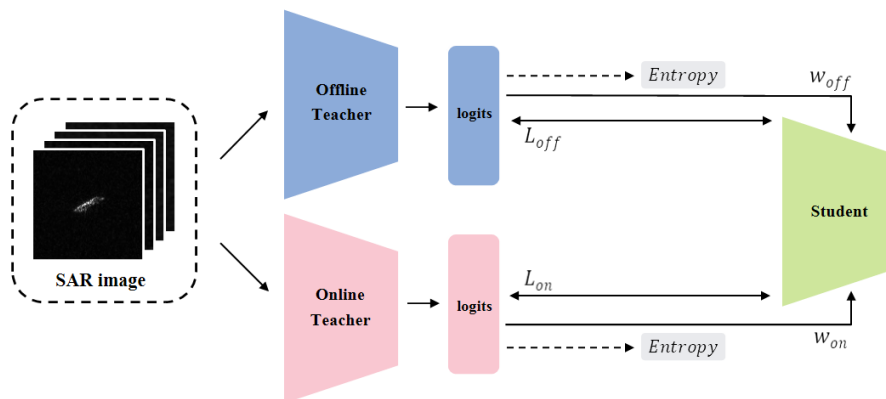 Offline
Teacher
logits
Entropy
w_off
L_off
SAR image
Student
Online
Teacher
logits
L_on
w_on
Entropy